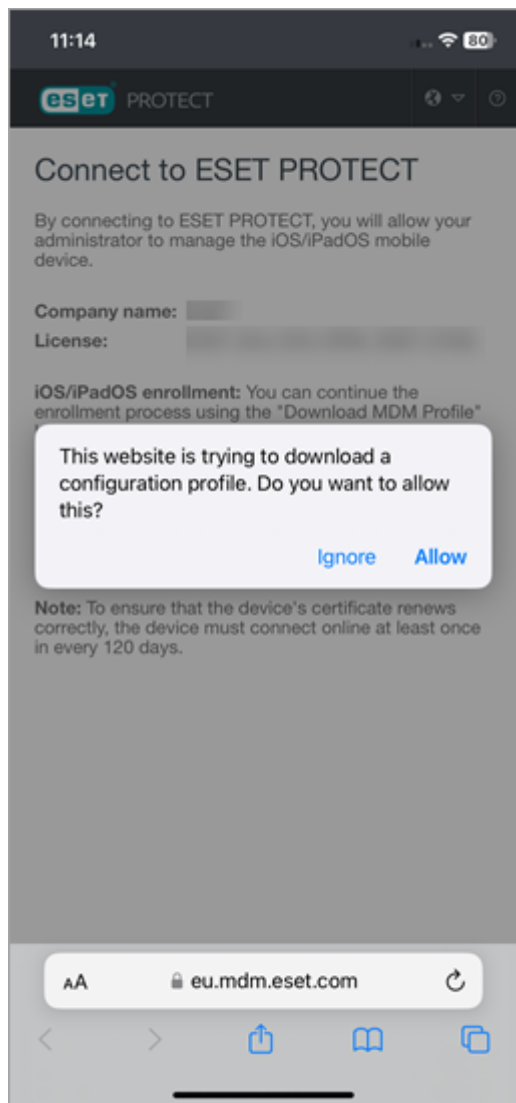 11:14
80
eset PROTECT
Connect to ESET PROTECT
By connecting to ESET PROTECT, you will allow your
administrator to manage the iOS/iPadOS mobile
device.
Company name:
License:
iOS/iPadOS enrollment: You can continue the
enrollment process using the "Download MDM Profile"
This website is trying to download a
configuration profile. Do you want to allow
this?
Ignore Allow
Note: To ensure that the device's certificate renews
correctly, the device must connect online at least once
in every 120 days.
AA eu.mdm.eset.com